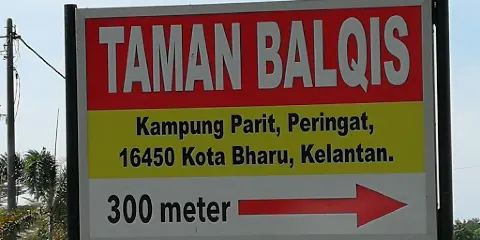 TAMAN BALQIS
Kampung Parit, Peringat,
16450 Kota Bharu, Kelantan.
300 meter